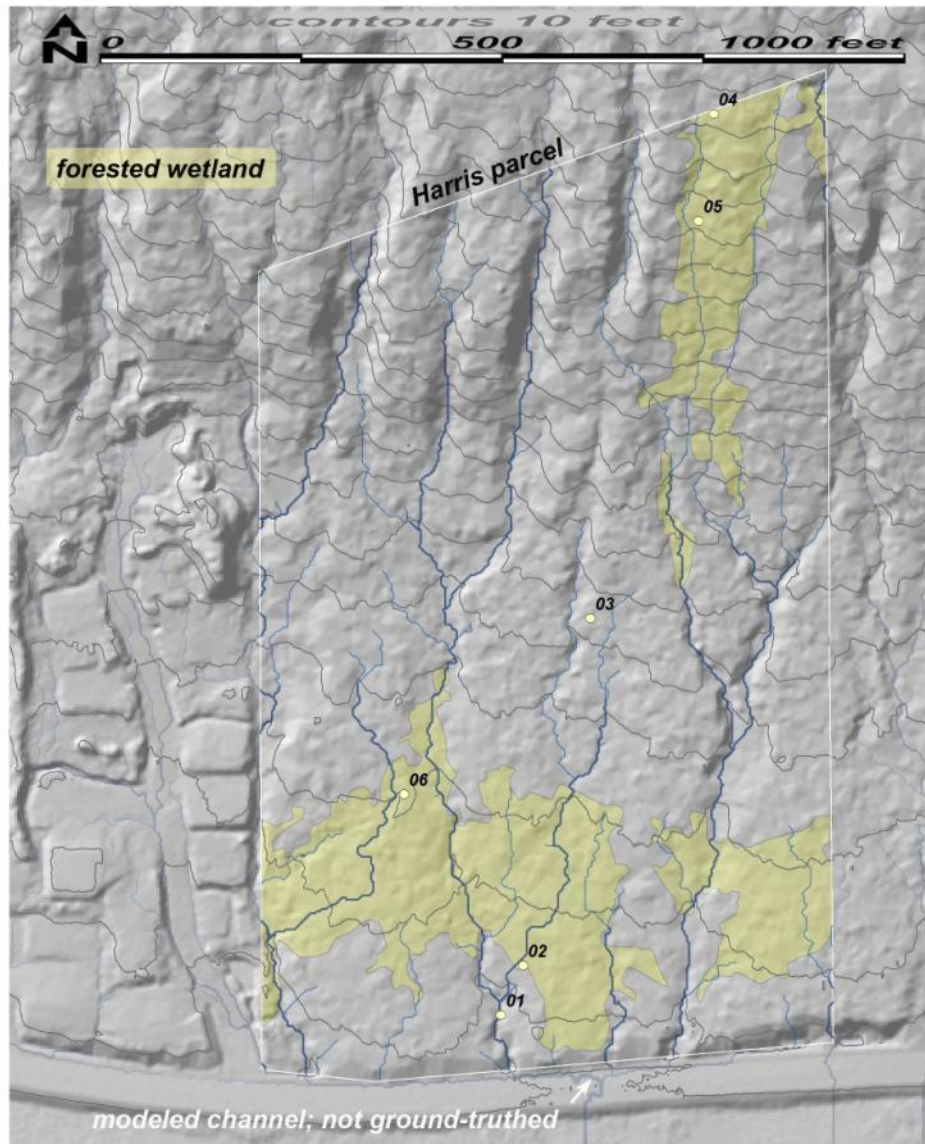 contours 10 feet
N 0 500 1000 feet
04
forested wetland
Harris parcel
05
03
06
02
01
modeled channel; not ground-truthed